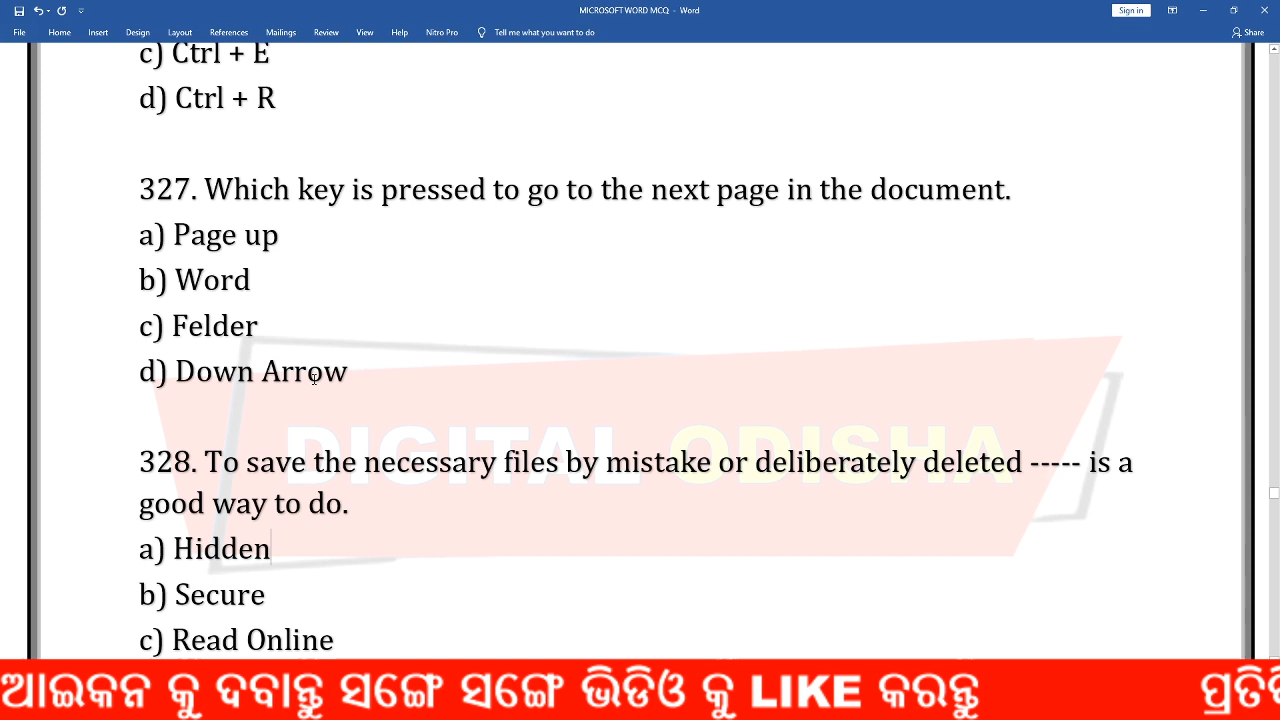 MICROSOFT WORD MCQ - Word
Sign in
File Home Insert Design Layout References Mailings Review View Help Nitro Pro Tell me what you want to do Share
c) Ctrl + E
d) Ctrl + R
327. Which key is pressed to go to the next page in the document.
a) Page up
b) Word
c) Felder
d) Down Arrow
DIGITAL ODISHA
328. To save the necessary files by mistake or deliberately deleted ----- is a
good way to do.
a) Hidden
b) Secure
c) Read Online
ଆଇକନ କୁ ଦବାନ୍ତୁ ସଙ୍ଗେ ସଙ୍ଗେ ଭିଡିଓ କୁ LIKE କରନ୍ତୁ